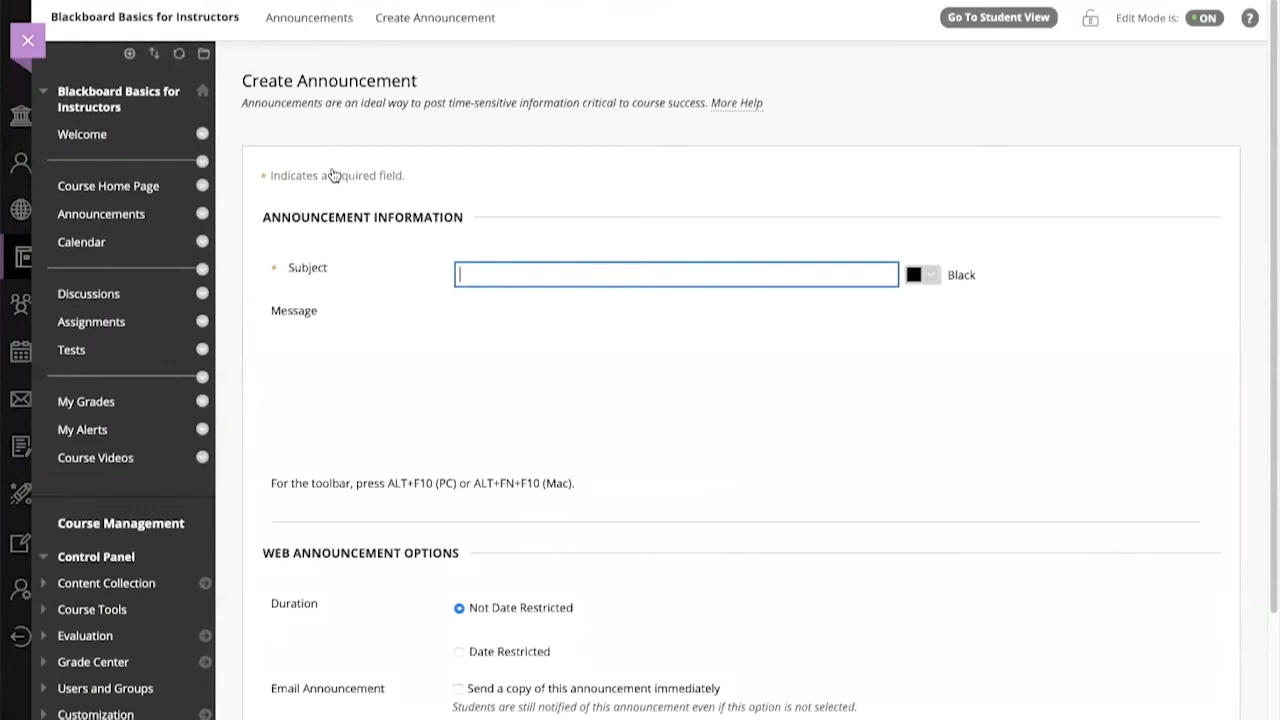 Blackboard Basics for Instructors
Announcements
Create Announcement
Go To Student View
Edit Mode is:
ON
?
Blackboard Basics for
Instructors
Welcome
Course Home Page
Announcements
Calendar
Discussions
Assignments
Tests
My Grades
My Alerts
Course Videos
Course Management
Control Panel
Content Collection
Course Tools
Evaluation
Grade Center
Users and Groups
Customization
Create Announcement
Announcements are an ideal way to post time-sensitive information critical to course success. More Help
* Indicates a required field.
ANNOUNCEMENT INFORMATION
* Subject
Black
Message
For the toolbar, press ALT+F10 (PC) or ALT+FN+F10 (Mac).
WEB ANNOUNCEMENT OPTIONS
Duration
Not Date Restricted
Date Restricted
Email Announcement
Send a copy of this announcement immediately
Students are still notified of this announcement even if this option is not selected.